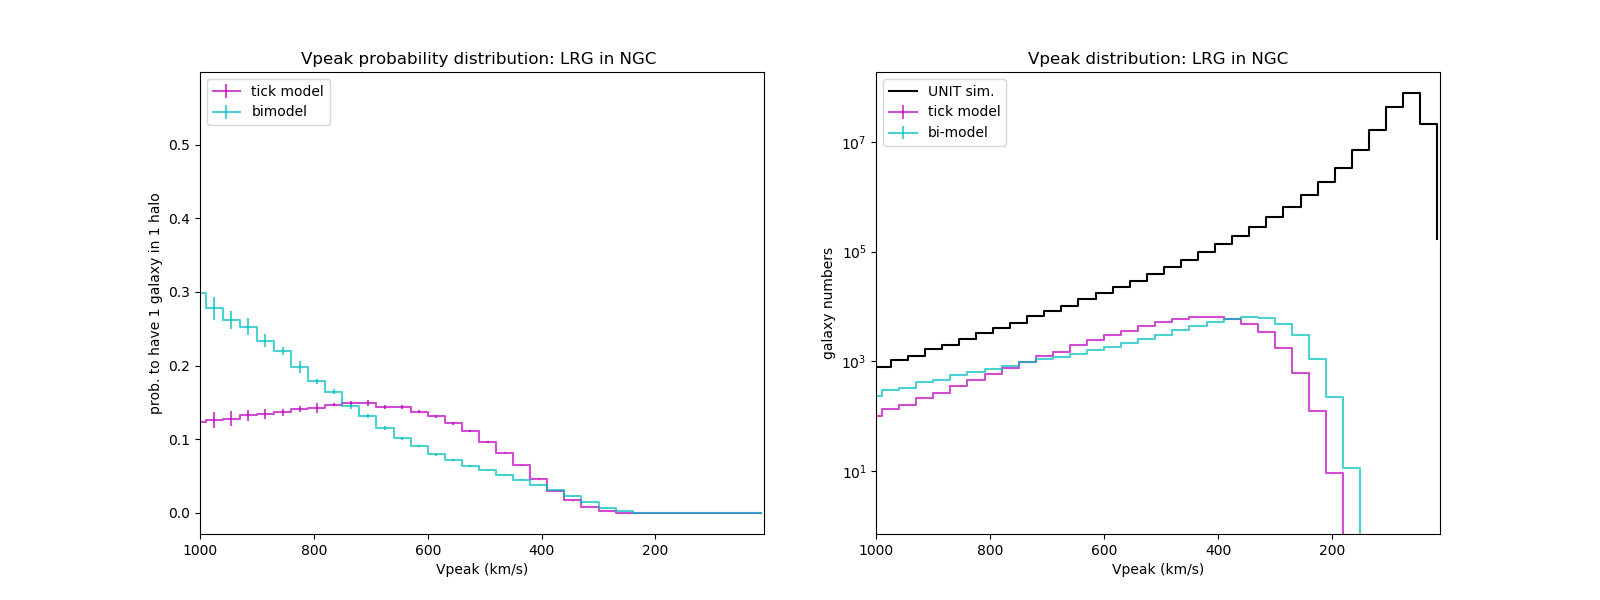 Vpeak probability distribution: LRG in NGC
tick model
bimodel
prob. to have 1 galaxy in 1 halo
0.5
0.4
0.3
0.2
0.1
0.0
1000 800 600 400 200
Vpeak (km/s)
Vpeak distribution: LRG in NGC
UNIT sim.
tick model
bi-model
galaxy numbers
10^7
10^5
10^3
10^1
1000 800 600 400 200
Vpeak (km/s)